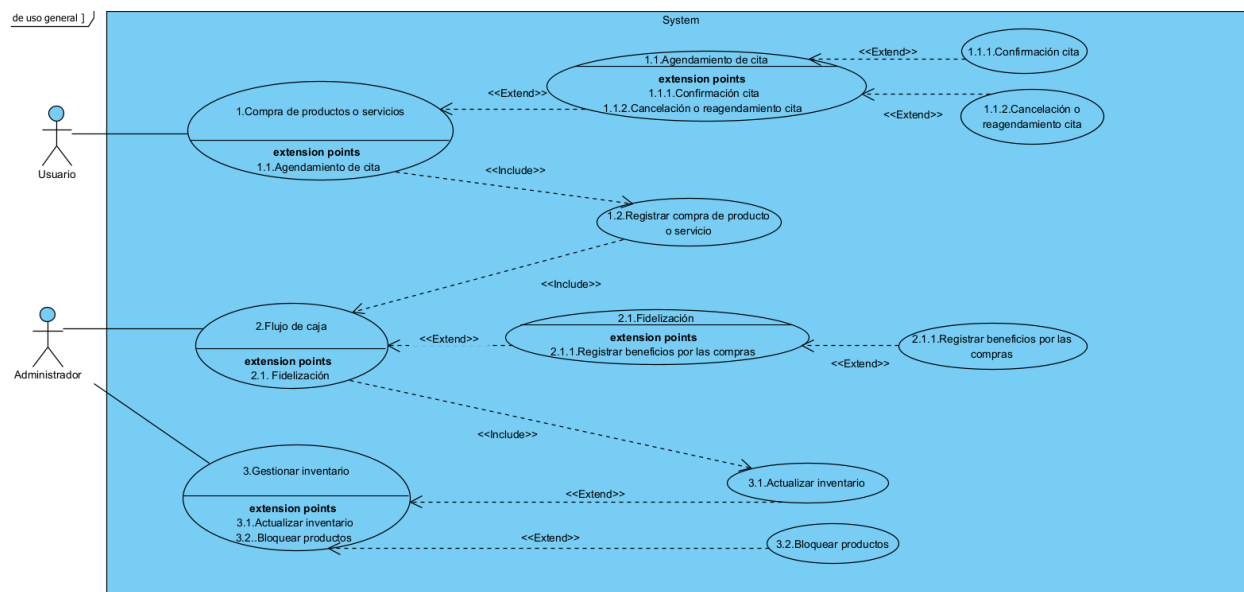 de uso general ]
System
1.1.Agendamiento de cita
extension points
1.1.1.Confirmación cita
1.1.2.Cancelación o reagendamiento cita
<<Extend>>
1.1.1.Confirmación cita
<<Extend>>
1.1.2.Cancelación o
reagendamiento cita
<<Extend>>
1.Compra de productos o servicios
extension points
1.1.Agendamiento de cita
Usuario
<<Include>>
1.2.Registrar compra de producto
o servicio
<<Include>>
Administrador
2.Flujo de caja
extension points
2.1. Fidelización
<<Extend>>
2.1.Fidelización
extension points
2.1.1.Registrar beneficios por las compras
<<Extend>>
2.1.1.Registrar beneficios por las
compras
<<Include>>
3.Gestionar inventario
extension points
3.1.Actualizar inventario
3.2..Bloquear productos
<<Extend>>
3.1.Actualizar inventario
<<Extend>>
3.2.Bloquear productos